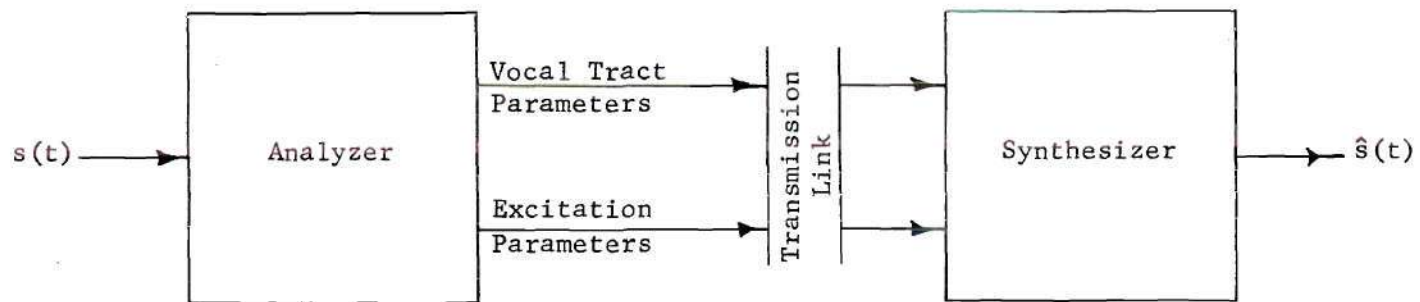 s(t)
Analyzer
Vocal Tract
Parameters
Excitation
Parameters
Transmission
Link
Synthesizer
ŝ(t)